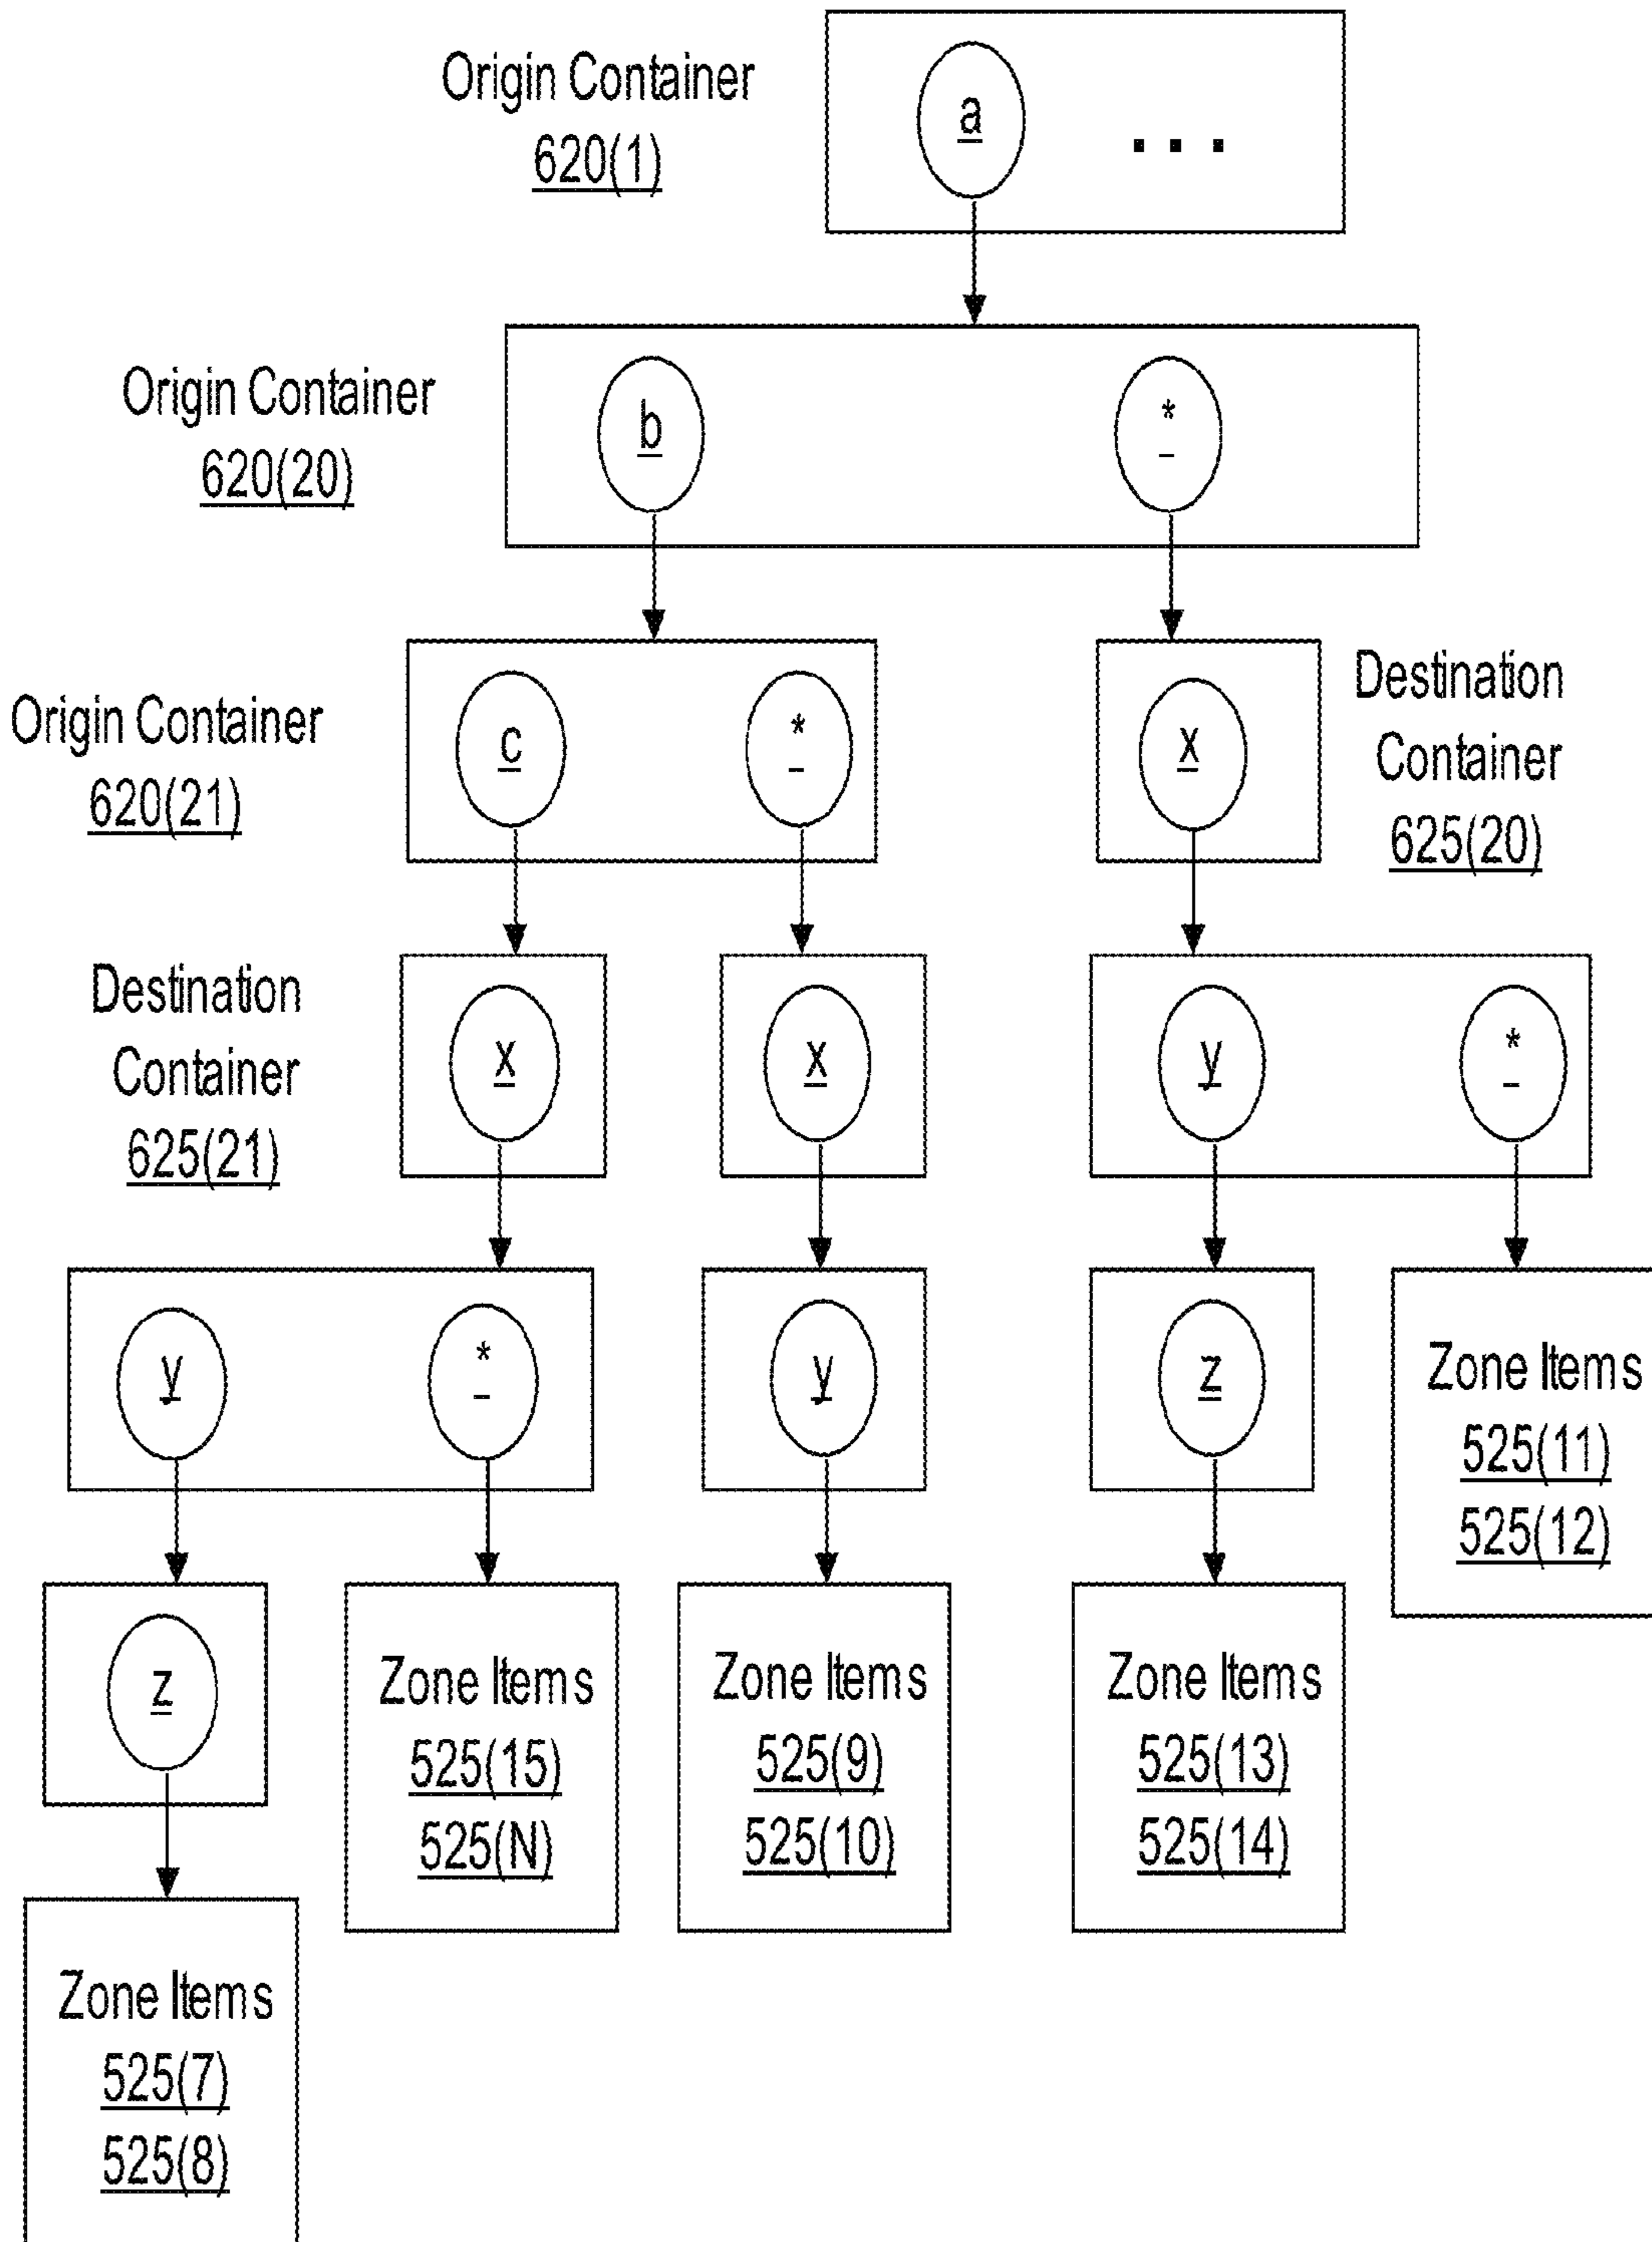 Origin Container
620(1)
a
. . .
Origin Container
620(20)
b
*
Origin Container
620(21)
c
*
x
Destination
Container
625(20)
Destination
Container
625(21)
x
x
y
*
y
*
y
z
Zone Items
525(11)
525(12)
z
Zone Items
525(15)
525(N)
Zone Items
525(9)
525(10)
Zone Items
525(13)
525(14)
Zone Items
525(7)
525(8)